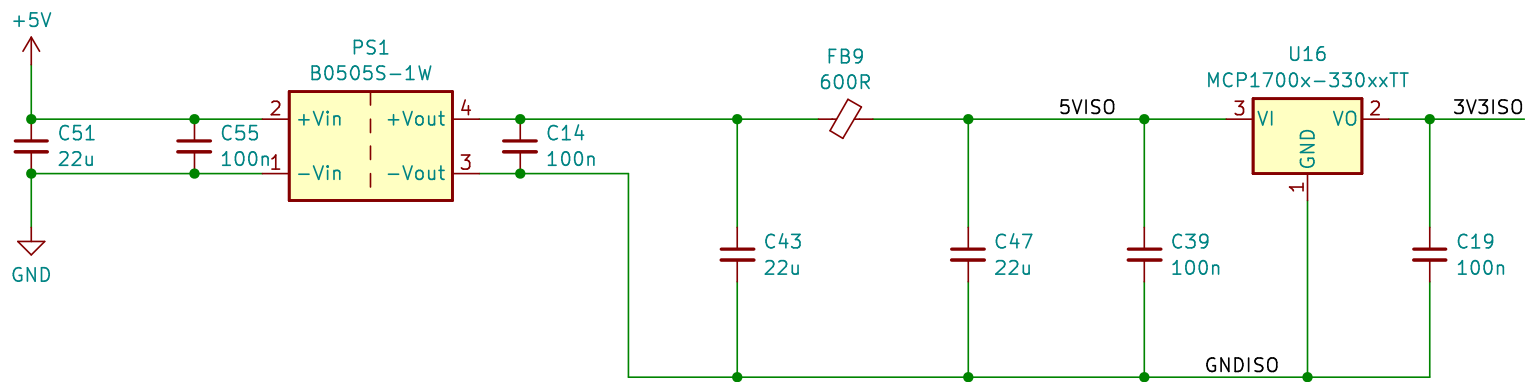 +5V
PS1
B0505S-1W
FB9
600R
U16
MCP1700x-330xxTT
2
+Vin
+Vout
4
5VISO
3
VI
VO
2
3V3ISO
C51
22u
C55
100n
C14
100n
1
-Vin
-Vout
3
GND
1
C43
22u
C47
22u
C39
100n
C19
100n
GND
GNDISO